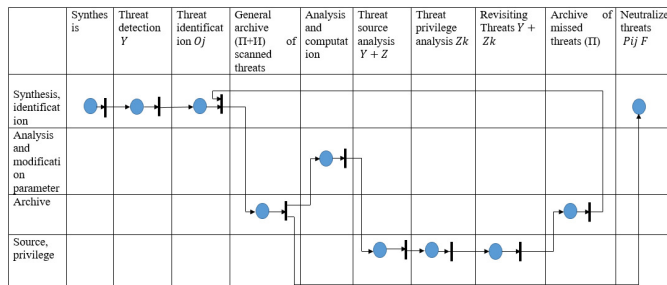 Synthes
is
Threat
detection
Y
Threat
identificat
ion Oj
General
archive
(П+Н) of
scanned
threats
Analysis
and
computat
ion
Threat
source
analysis
Y + Z
Threat
privilege
analysis Zk
Revisiting
Threats Y +
Zk
Archive of
missed
threats (П)
Neutralize
threats
Pij F
Synthesis,
identificat
ion
Analysis
and
modificati
on
parameter
Archive
Source,
privilege